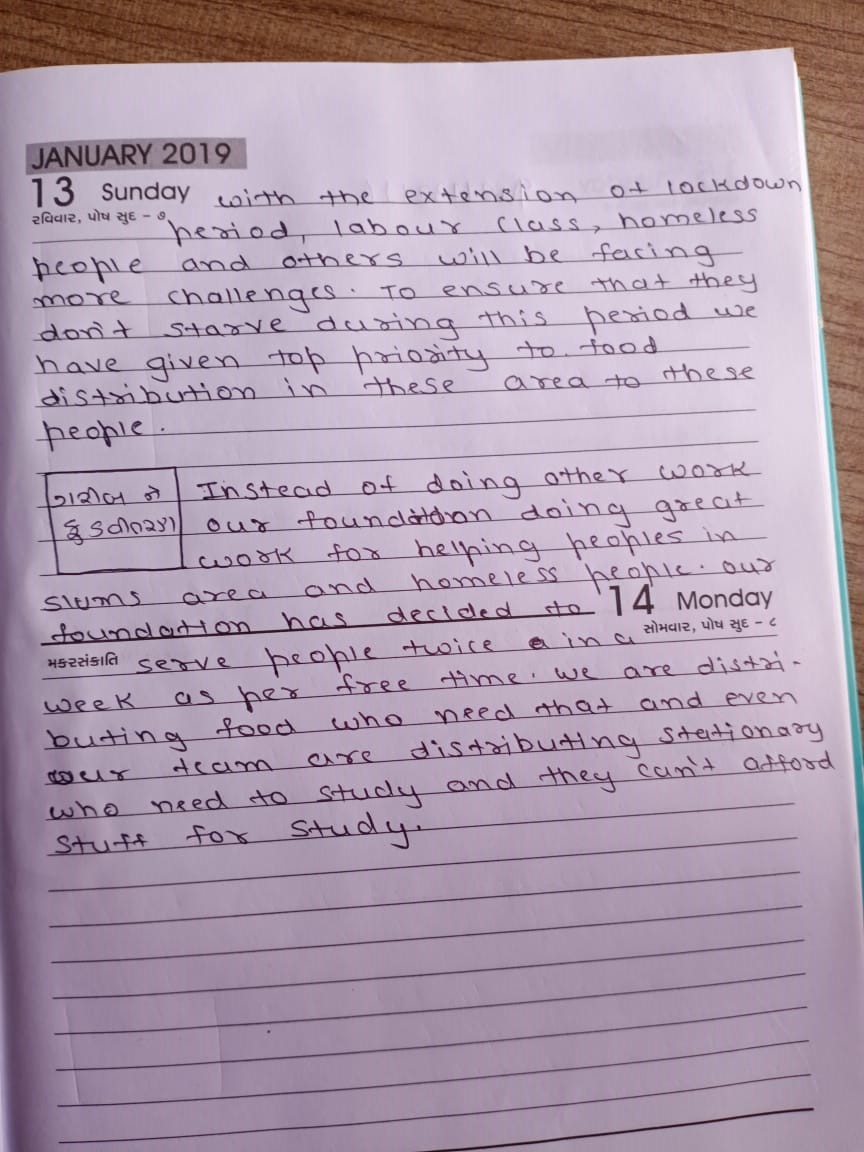 JANUARY 2019
13 Sunday with the extension of lockdown
રવિવાર, પોષ સુદ - ૭ period, labour class, homeless
people and others will be facing
more challenges. To ensure that they
don't starve during this period we
have given top priority to food
distribution in these area to these
people.
Instead of doing other work
our foundation doing great
work for helping peoples in
slums area and homeless people. our
foundation has decided to 14 Monday
સોમવાર, પોષ સુદ - ૮
મકરસંક્રાતિ serve people twice in a
week as per free time. we are distri-
buting food who need that and even
our team are distributing stationary
who need to study and they can't afford
stuff for study.